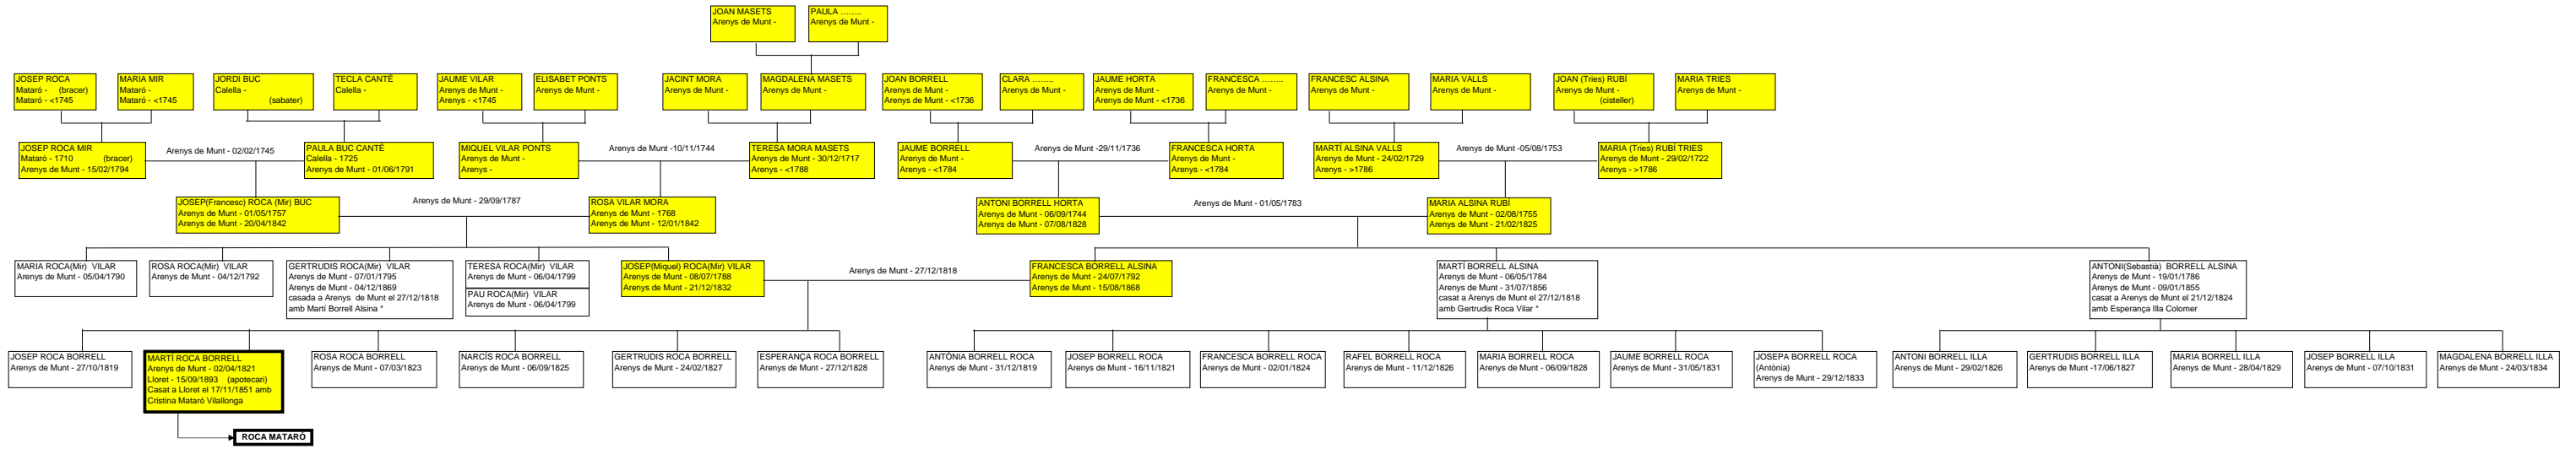 JOAN MASETS
Arenys de Munt -
PAULA ........
Arenys de Munt -
JOSEP ROCA
Mataró -     (bracer)
Mataró - <1745
MARIA MIR
Mataró -
Mataró - <1745
JORDI BUC
Calella -
(sabater)
TECLA CANTÈ
Calella -
JAUME VILAR
Arenys de Munt -
Arenys - <1745
ELISABET PONTS
Arenys de Munt -
JACINT MORA
Arenys de Munt -
MAGDALENA MASETS
Arenys de Munt -
JOAN BORRELL
Arenys de Munt -
Arenys de Munt - <1736
CLARA ........
Arenys de Munt -
JAUME HORTA
Arenys de Munt -
Arenys de Munt - <1736
FRANCESCA ........
Arenys de Munt -
FRANCESC ALSINA
Arenys de Munt -
MARIA VALLS
Arenys de Munt -
JOAN (Tries) RUBÍ
Arenys de Munt -
(cisteller)
MARIA TRIES
Arenys de Munt -
JOSEP ROCA MIR
Mataró - 1710       (bracer)
Arenys de Munt - 15/02/1794
Arenys de Munt - 02/02/1745
PAULA BUC CANTÈ
Calella - 1725
Arenys de Munt - 01/06/1791
MIQUEL VILAR PONTS
Arenys de Munt -
Arenys -
Arenys de Munt -10/11/1744
TERESA MORA MASETS
Arenys de Munt - 30/12/1717
Arenys - <1788
JAUME BORRELL
Arenys de Munt -
Arenys - <1784
Arenys de Munt -29/11/1736
FRANCESCA HORTA
Arenys de Munt -
Arenys - <1784
MARTÍ ALSINA VALLS
Arenys de Munt - 24/02/1729
Arenys - >1786
Arenys de Munt -05/08/1753
MARIA (Tries) RUBÍ TRIES
Arenys de Munt - 29/02/1722
Arenys - >1786
JOSEP(Francesc) ROCA (Mir) BUC
Arenys de Munt - 01/05/1757
Arenys de Munt - 20/04/1842
Arenys de Munt - 29/09/1787
ROSA VILAR MORA
Arenys de Munt - 1768
Arenys de Munt - 12/01/1842
ANTONI BORRELL HORTA
Arenys de Munt - 06/09/1744
Arenys de Munt - 07/08/1828
Arenys de Munt - 01/05/1783
MARIA ALSINA RUBÍ
Arenys de Munt - 02/08/1755
Arenys de Munt - 21/02/1825
MARIA ROCA(Mir)  VILAR
Arenys de Munt - 05/04/1790
ROSA ROCA(Mir)  VILAR
Arenys de Munt - 04/12/1792
GERTRUDIS ROCA(Mir)  VILAR
Arenys de Munt - 07/01/1795
Arenys de Munt - 04/12/1869
casada a Arenys  de Munt el 27/12/1818
amb Martí Borrell Alsina *
TERESA ROCA(Mir)  VILAR
Arenys de Munt - 06/04/1799
PAU ROCA(Mir)  VILAR
Arenys de Munt - 06/04/1799
JOSEP(Miquel) ROCA(Mir) VILAR
Arenys de Munt - 08/07/1788
Arenys de Munt - 21/12/1832
Arenys de Munt - 27/12/1818
FRANCESCA BORRELL ALSINA
Arenys de Munt - 24/07/1792
Arenys de Munt - 15/08/1868
MARTÍ BORRELL ALSINA
Arenys de Munt - 06/05/1784
Arenys de Munt - 31/07/1856
casat a Arenys de Munt el 27/12/1818
amb Gertrudis Roca Vilar *
ANTONI(Sebastià)  BORRELL ALSINA
Arenys de Munt - 19/01/1786
Arenys de Munt - 09/01/1855
casat a Arenys de Munt el 21/12/1824
amb Esperança Illa Colomer
JOSEP ROCA BORRELL
Arenys de Munt - 27/10/1819
MARTÍ ROCA BORRELL
Arenys de Munt - 02/04/1821
Lloret - 15/09/1893    (apotecari)
Casat a Lloret el 17/11/1851 amb
Cristina Mataró Vilallonga
ROSA ROCA BORRELL
Arenys de Munt - 07/03/1823
NARCÍS ROCA BORRELL
Arenys de Munt - 06/09/1825
GERTRUDIS ROCA BORRELL
Arenys de Munt - 24/02/1827
ESPERANÇA ROCA BORRELL
Arenys de Munt - 27/12/1828
ANTÒNIA BORRELL ROCA
Arenys de Munt - 31/12/1819
JOSEP BORRELL ROCA
Arenys de Munt - 16/11/1821
FRANCESCA BORRELL ROCA
Arenys de Munt - 02/01/1824
RAFEL BORRELL ROCA
Arenys de Munt - 11/12/1826
MARIA BORRELL ROCA
Arenys de Munt - 06/09/1828
JAUME BORRELL ROCA
Arenys de Munt - 31/05/1831
JOSEPA BORRELL ROCA
(Antònia)
Arenys de Munt - 29/12/1833
ANTONI BORRELL ILLA
Arenys de Munt - 29/02/1826
GERTRUDIS BORRELL ILLA
Arenys de Munt -17/06/1827
MARIA BORRELL ILLA
Arenys de Munt - 28/04/1829
JOSEP BORRELL ILLA
Arenys de Munt - 07/10/1831
MAGDALENA BORRELL ILLA
Arenys de Munt - 24/03/1834
ROCA MATARÓ